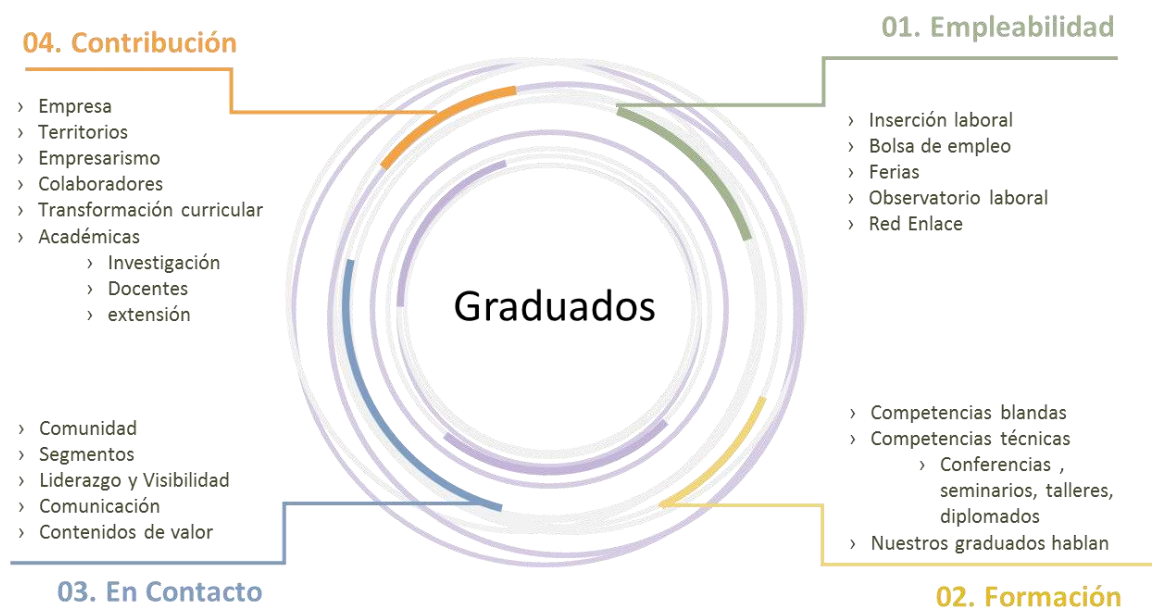 04. Contribución
› Empresa
› Territorios
› Empresarismo
› Colaboradores
› Transformación curricular
› Académicas
› Investigación
› Docentes
› extensión
01. Empleabilidad
› Inserción laboral
› Bolsa de empleo
› Ferias
› Observatorio laboral
› Red Enlace
Graduados
› Comunidad
› Segmentos
› Liderazgo y Visibilidad
› Comunicación
› Contenidos de valor
03. En Contacto
› Competencias blandas
› Competencias técnicas
› Conferencias ,
seminarios, talleres,
diplomados
› Nuestros graduados hablan
02. Formación